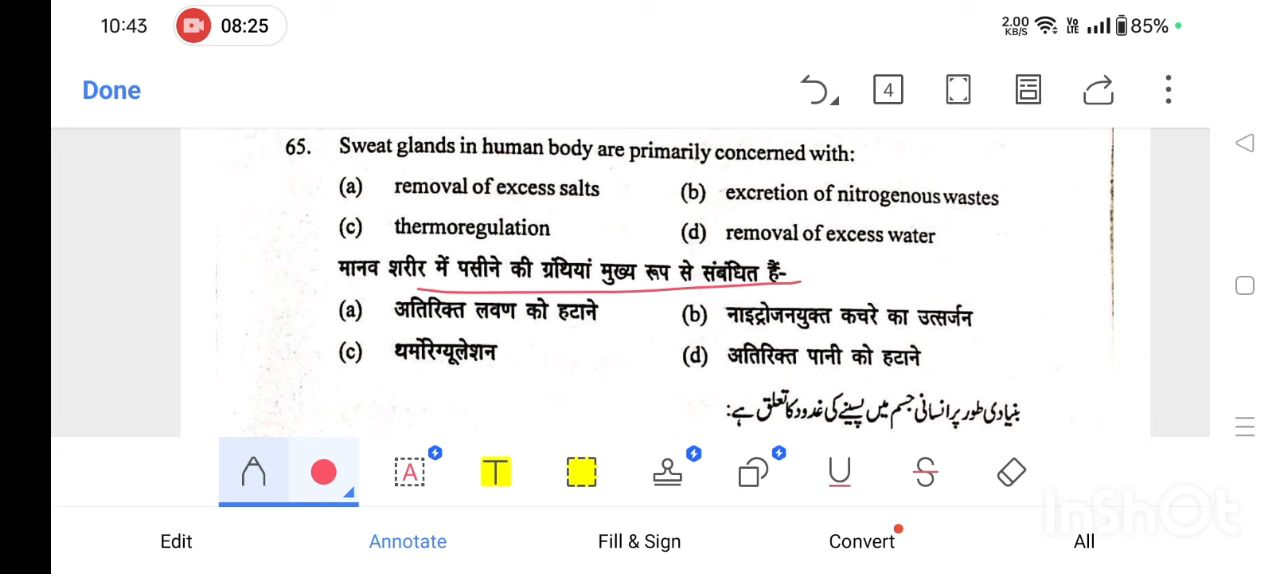 10:43
08:25
2.00
KB/S
Vo
LTE
85%
Done
4
65. Sweat glands in human body are primarily concerned with:
(a) removal of excess salts (b) excretion of nitrogenous wastes
(c) thermoregulation (d) removal of excess water
मानव शरीर में पसीने की ग्रंथियां मुख्य रूप से संबंधित हैं-
(a) अतिरिक्त लवण को हटाने (b) नाइट्रोजनयुक्त कचरे का उत्सर्जन
(c) थर्मोरेग्यूलेशन (d) अतिरिक्त पानी को हटाने
بنیادی طور پر انسانی جسم میں پسینے کی غدود کا تعلق ہے:
A
T
U
S
Edit
Annotate
Fill & Sign
Convert
All
InShOt